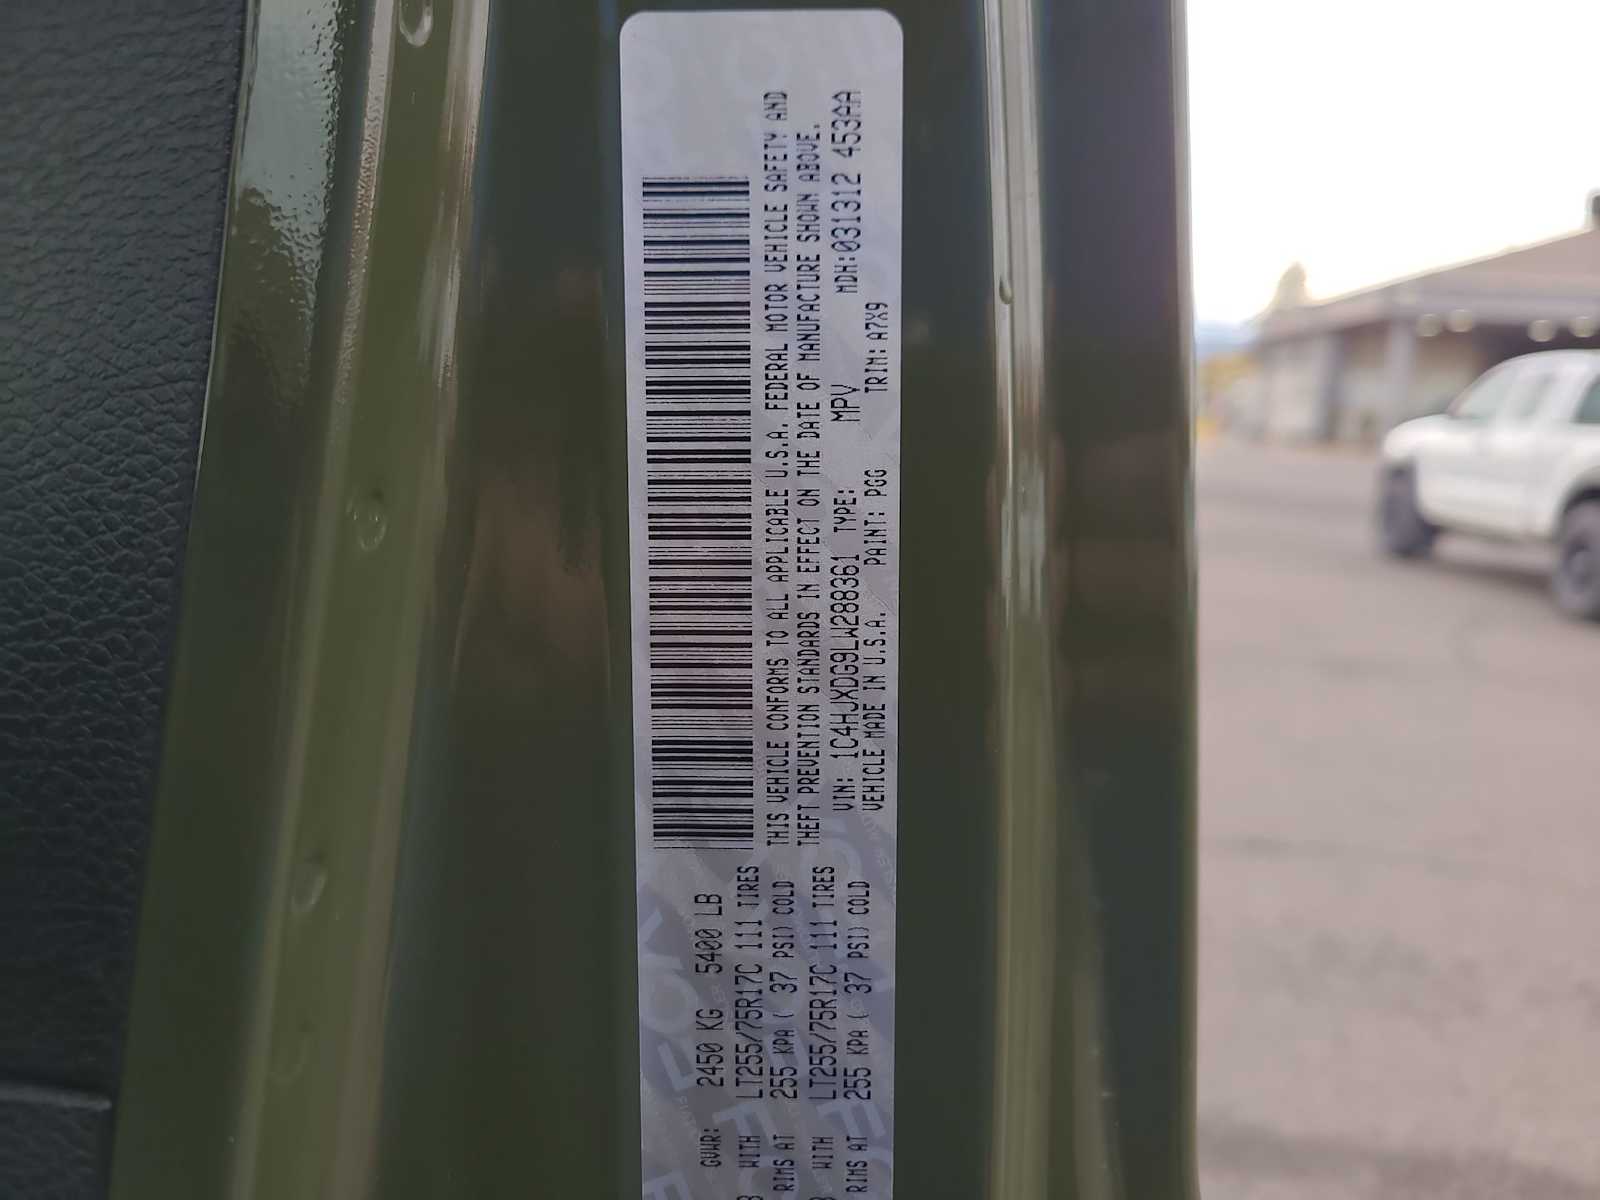 GVWR: 2450 KG 5400 LB
WITH LT255/75R17C 111 TIRES
RIMS AT 255 KPA ( 37 PSI) COLD
WITH LT255/75R17C 111 TIRES
RIMS AT 255 KPA ( 37 PSI) COLD
THIS VEHICLE CONFORMS TO ALL APPLICABLE U.S.A. FEDERAL MOTOR VEHICLE SAFETY AND
THEFT PREVENTION STANDARDS IN EFFECT ON THE DATE OF MANUFACTURE SHOWN ABOVE.
VIN: 1C4HJXDG9LW288361 TYPE: MPV MDH:031312 453AA
VEHICLE MADE IN U.S.A. PAINT: PGG TRIM: A7X9